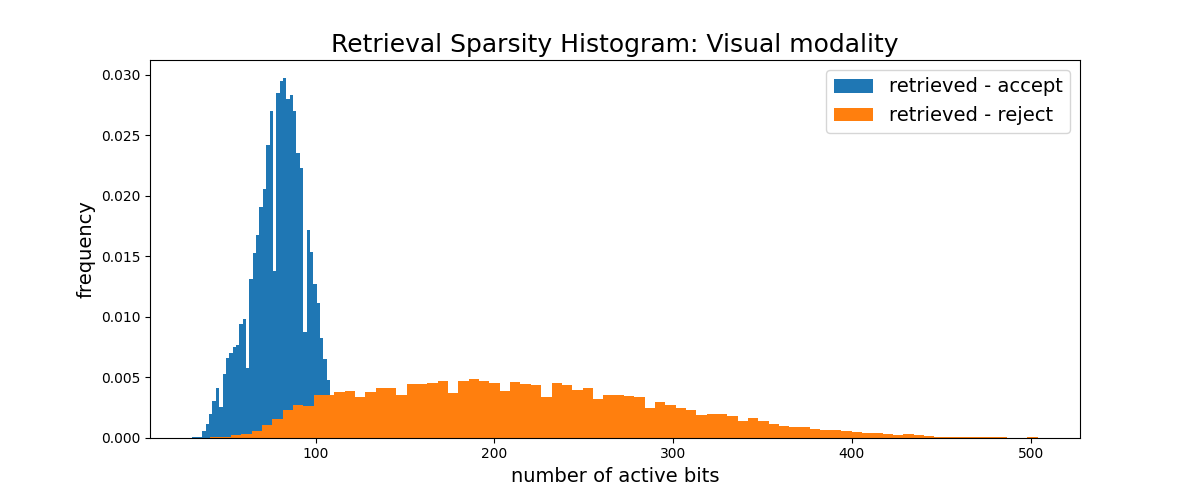 Retrieval Sparsity Histogram: Visual modality
retrieved - accept
retrieved - reject
frequency
0.030
0.025
0.020
0.015
0.010
0.005
0.000
100
200
300
400
500
number of active bits